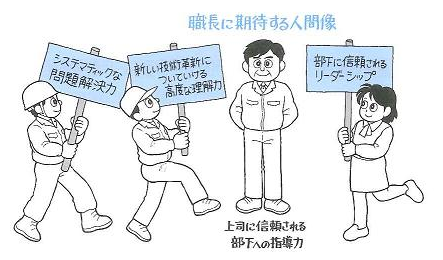 職長に期待する人間像
システマティックな
問題解決力
新しい技術革新に
ついていける
高度な理解力
部下に信頼される
リーダーシップ
上司に信頼される
部下への指導力